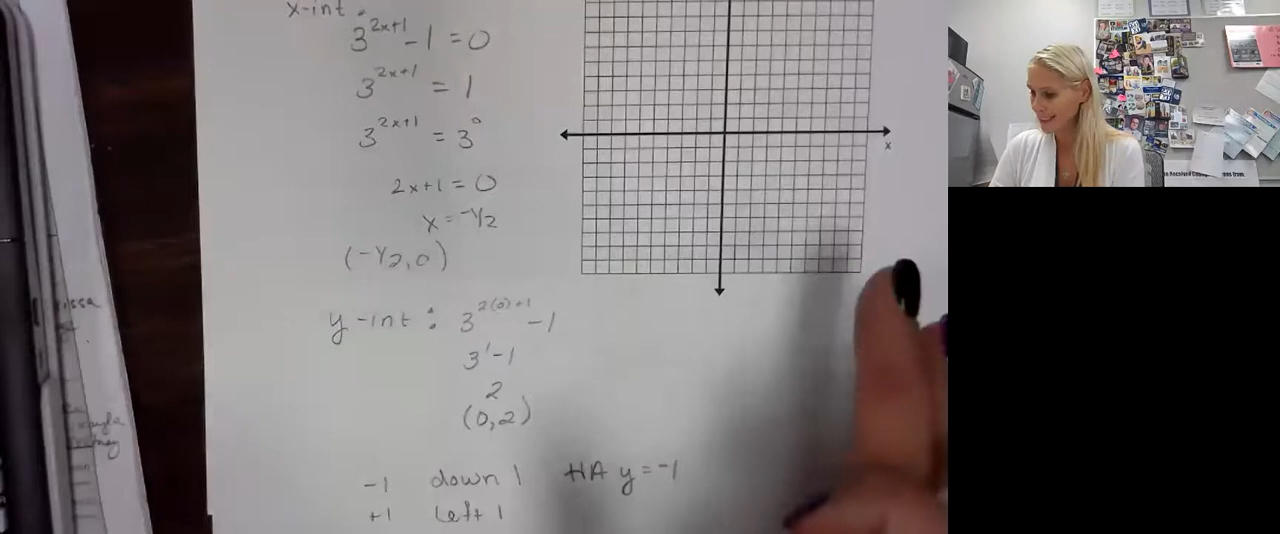 x-int :
3^(2x+1) - 1 = 0
3^(2x+1) = 1
3^(2x+1) = 3^0
2x+1 = 0
x = -1/2
(-1/2, 0)
x
y-int : 3^(2(0)+1) - 1
3^1 - 1
2
(0, 2)
-1 down 1 HA y = -1
+1 Left 1